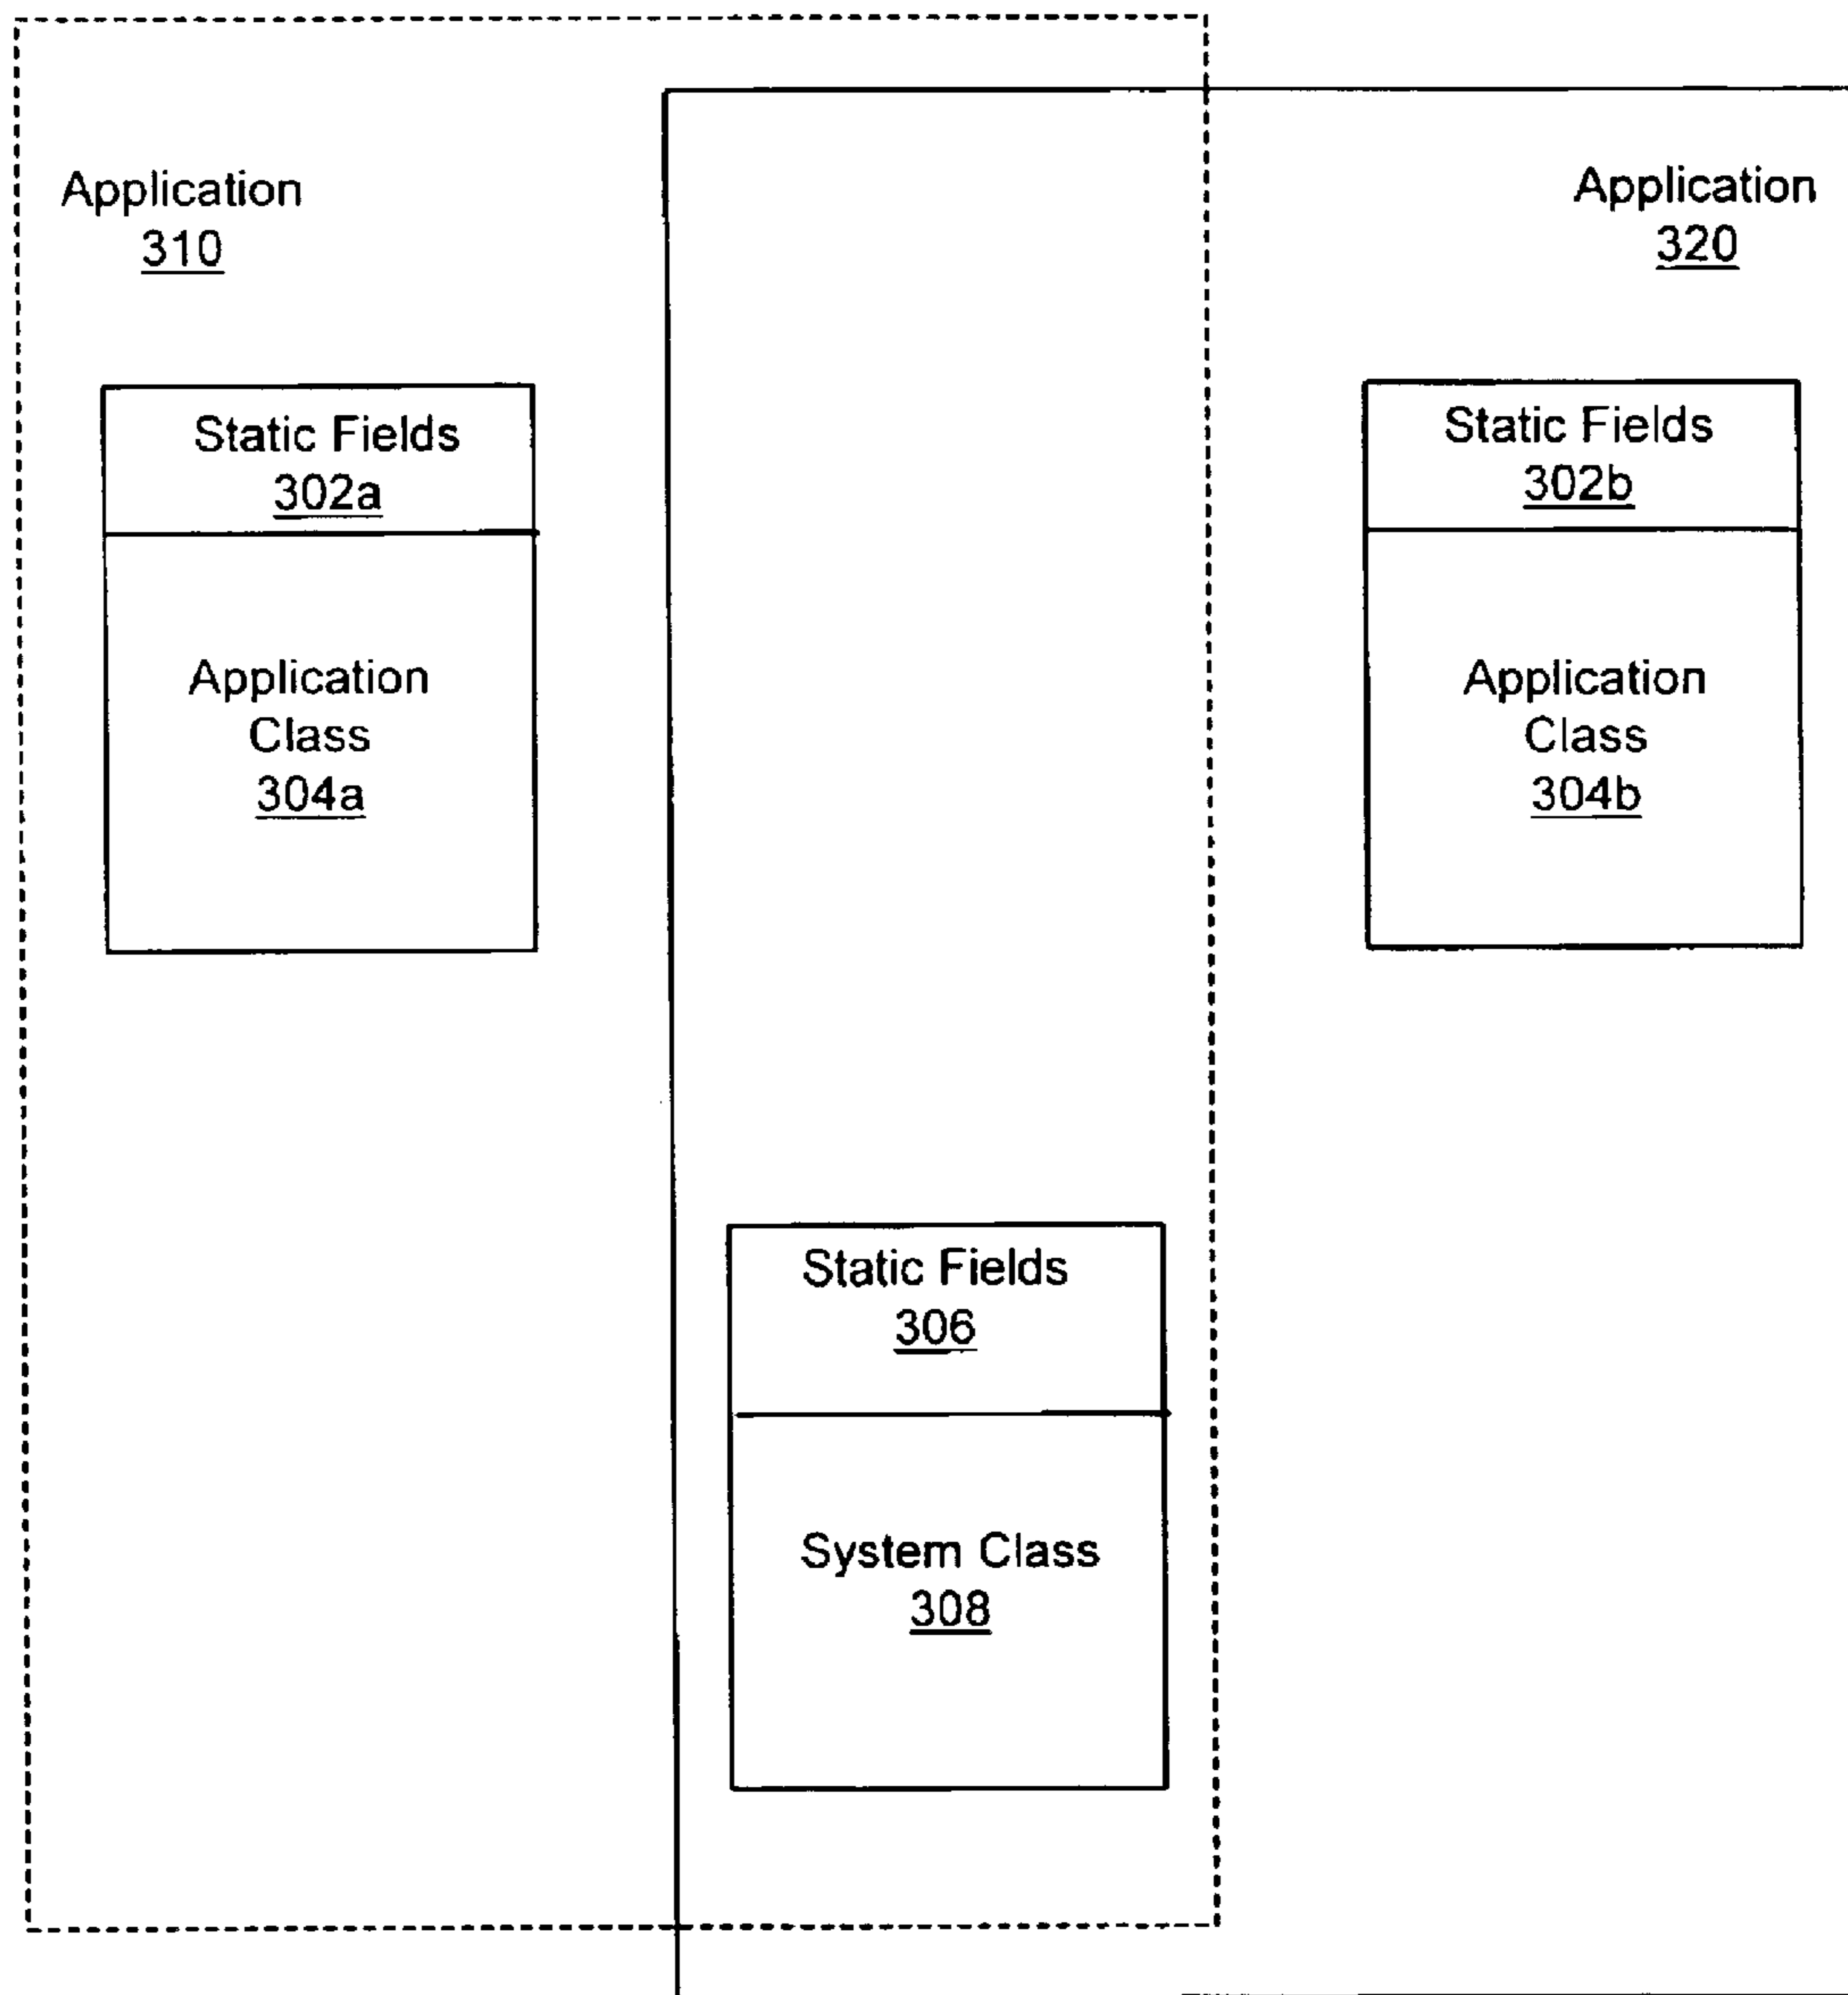 Application
310
Application
320
Static Fields
302a
Application
Class
304a
Static Fields
302b
Application
Class
304b
Static Fields
306
System Class
308